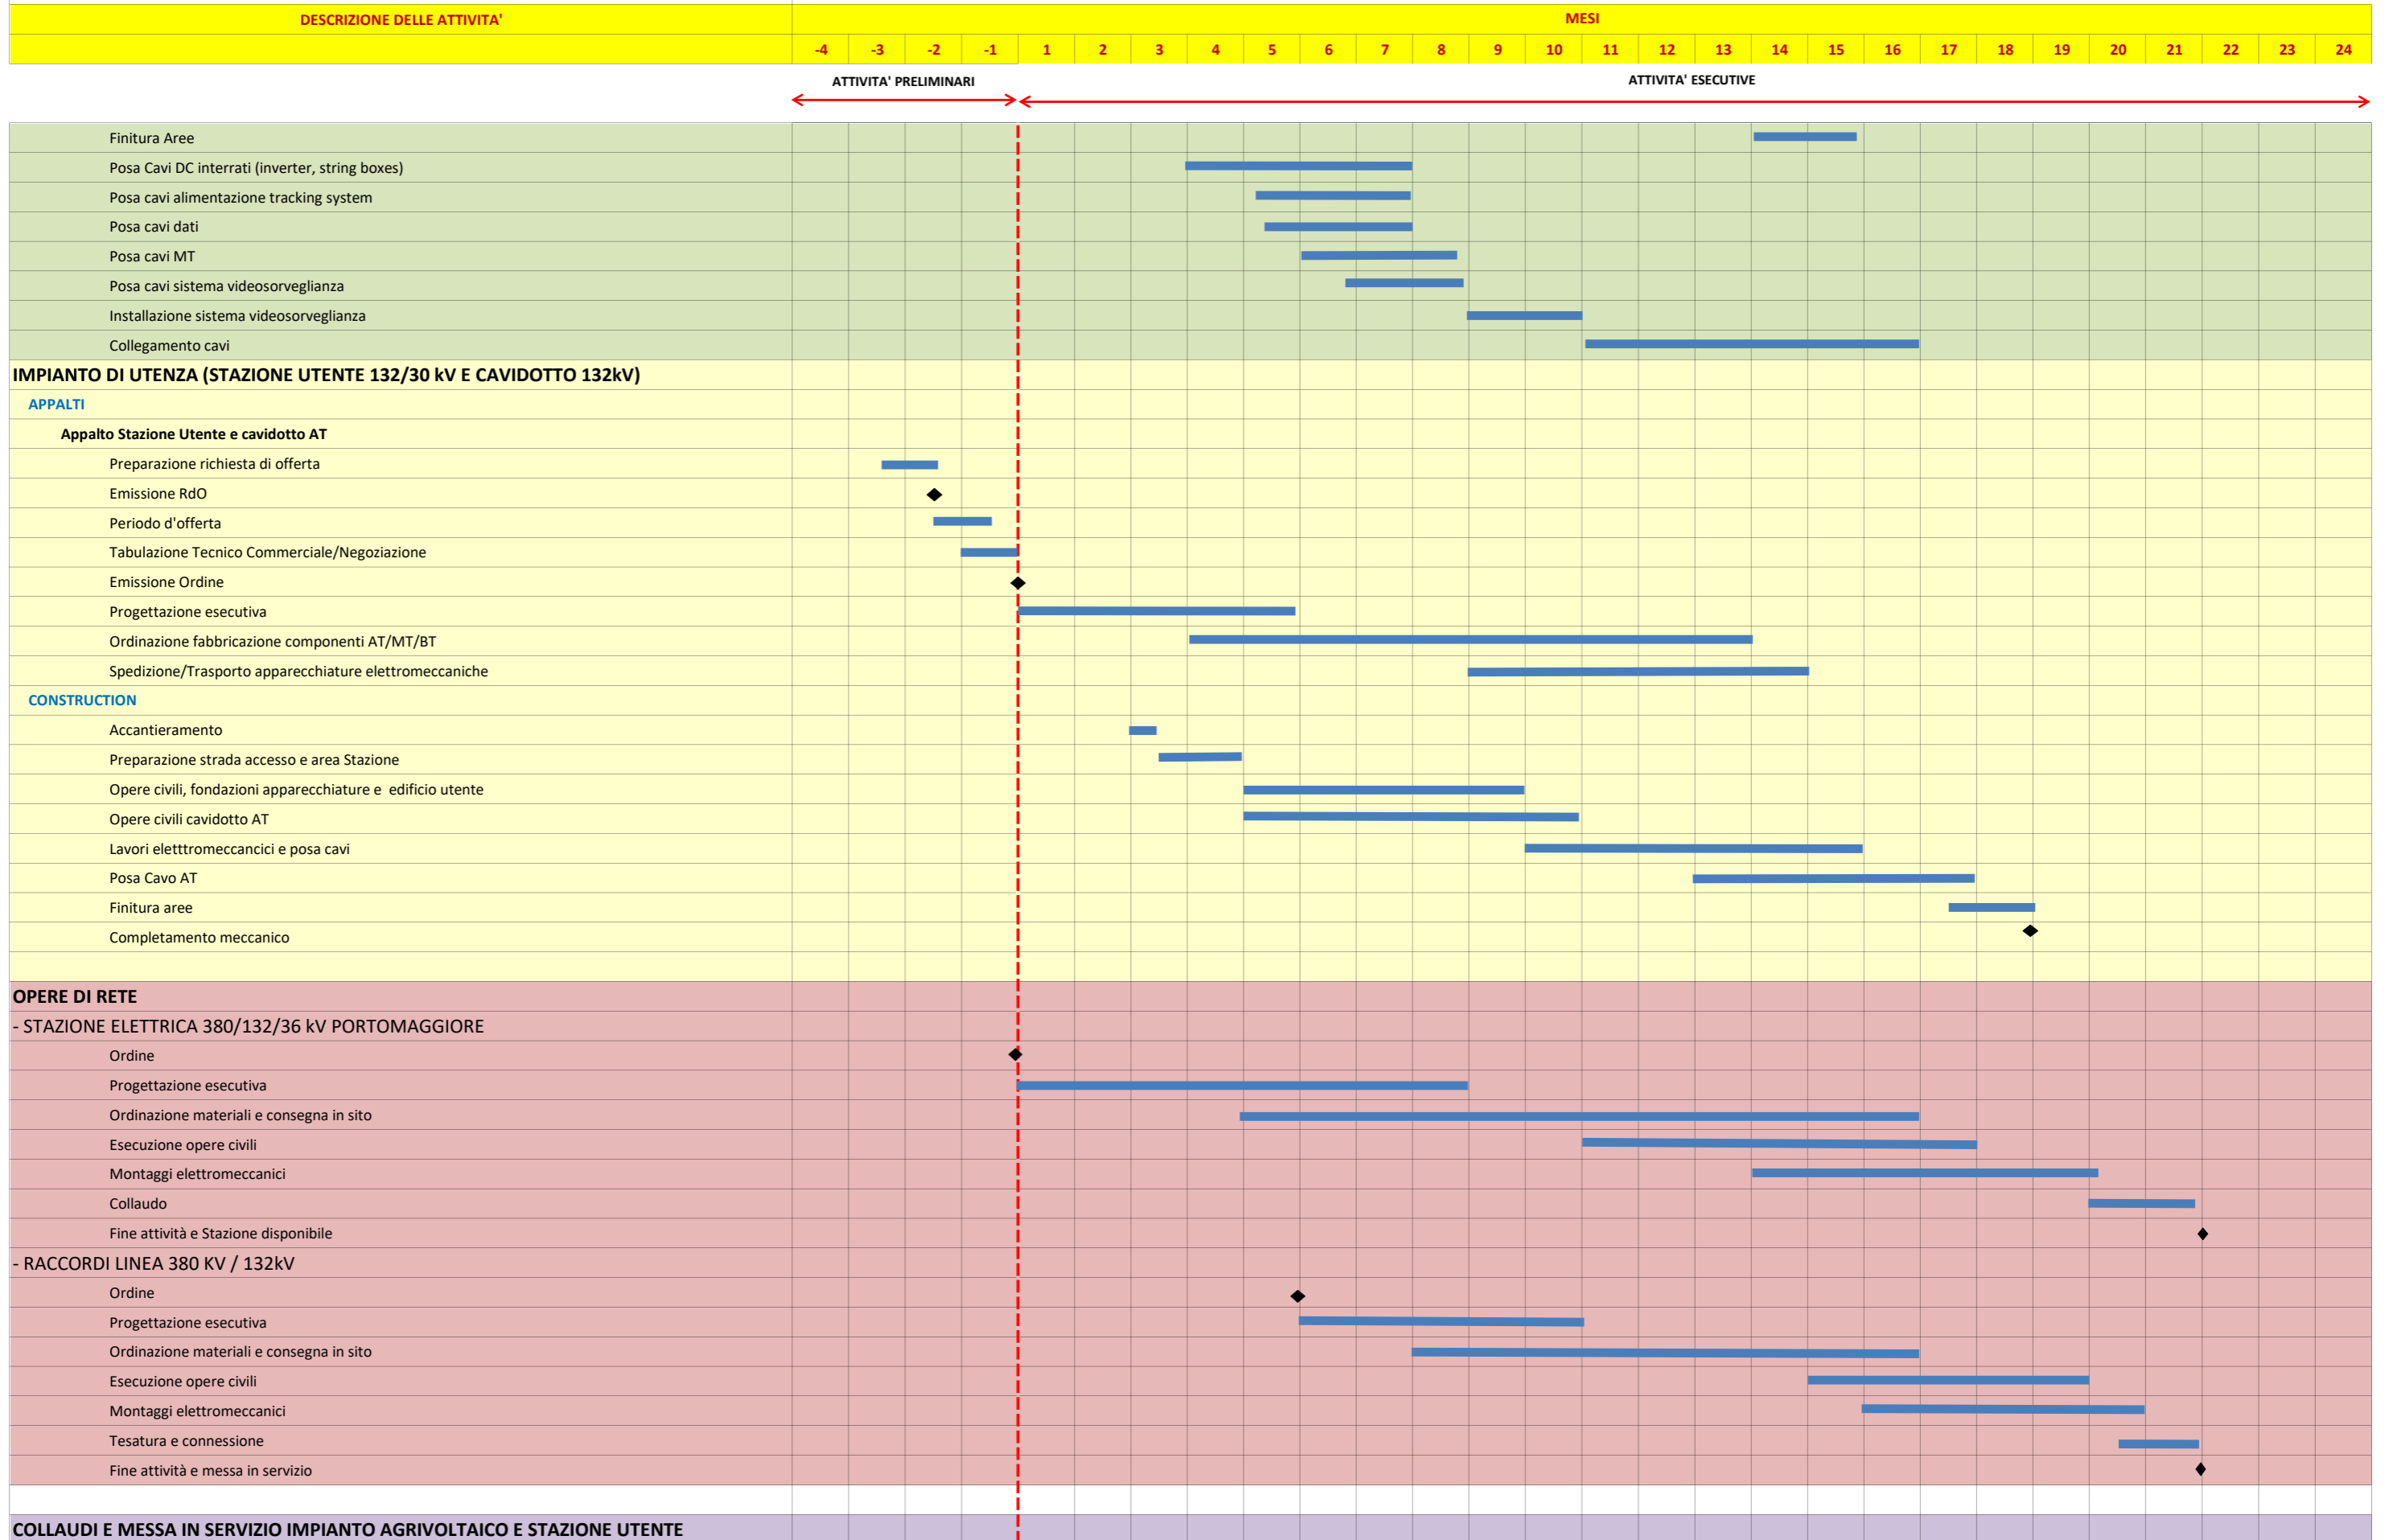 DESCRIZIONE DELLE ATTIVITA' MESI
-4 -3 -2 -1 1 2 3 4 5 6 7 8 9 10 11 12 13 14 15 16 17 18 19 20 21 22 23 24
ATTIVITA' PRELIMINARI ATTIVITA' ESECUTIVE
Finitura Aree
Posa Cavi DC interrati (inverter, string boxes)
Posa cavi alimentazione tracking system
Posa cavi dati
Posa cavi MT
Posa cavi sistema videosorveglianza
Installazione sistema videosorveglianza
Collegamento cavi
IMPIANTO DI UTENZA (STAZIONE UTENTE 132/30 kV E CAVIDOTTO 132kV)
APPALTI
Appalto Stazione Utente e cavidotto AT
Preparazione richiesta di offerta
Emissione RdO
Periodo d'offerta
Tabulazione Tecnico Commerciale/Negoziazione
Emissione Ordine
Progettazione esecutiva
Ordinazione fabbricazione componenti AT/MT/BT
Spedizione/Trasporto apparecchiature elettromeccaniche
CONSTRUCTION
Accantieramento
Preparazione strada accesso e area Stazione
Opere civili, fondazioni apparecchiature e edificio utente
Opere civili cavidotto AT
Lavori eletttromeccancici e posa cavi
Posa Cavo AT
Finitura aree
Completamento meccanico
OPERE DI RETE
- STAZIONE ELETTRICA 380/132/36 kV PORTOMAGGIORE
Ordine
Progettazione esecutiva
Ordinazione materiali e consegna in sito
Esecuzione opere civili
Montaggi elettromeccanici
Collaudo
Fine attività e Stazione disponibile
- RACCORDI LINEA 380 KV / 132kV
Ordine
Progettazione esecutiva
Ordinazione materiali e consegna in sito
Esecuzione opere civili
Montaggi elettromeccanici
Tesatura e connessione
Fine attività e messa in servizio
COLLAUDI E MESSA IN SERVIZIO IMPIANTO AGRIVOLTAICO E STAZIONE UTENTE